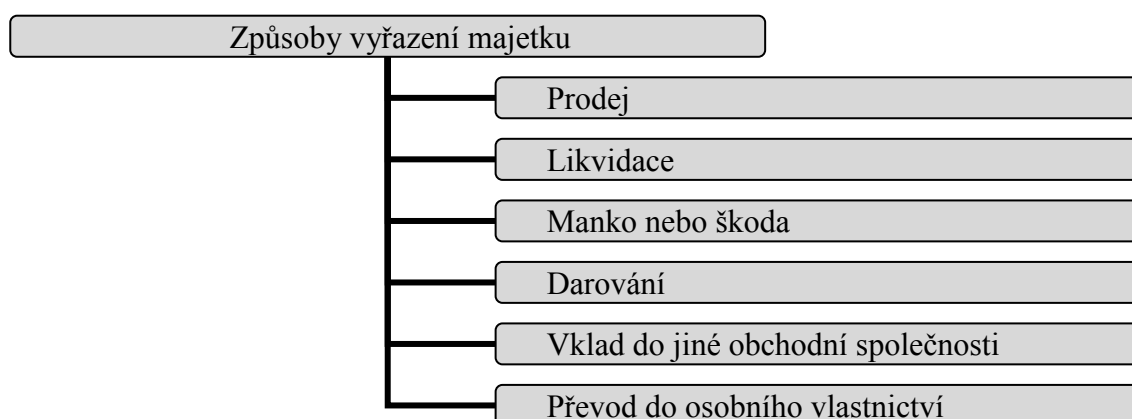 Způsoby vyřazení majetku
Prodej
Likvidace
Manko nebo škoda
Darování
Vklad do jiné obchodní společnosti
Převod do osobního vlastnictví